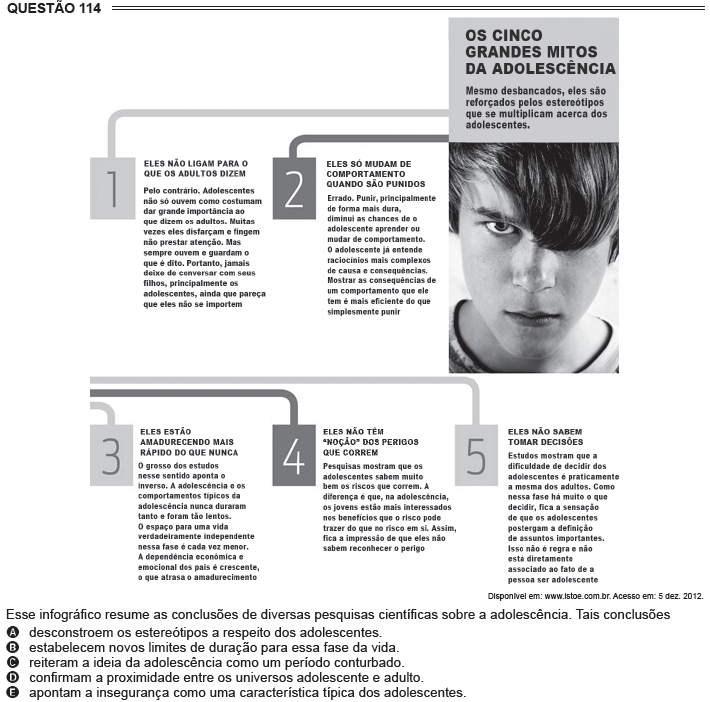 QUESTÃO 114
OS CINCO
GRANDES MITOS
DA ADOLESCÊNCIA
Mesmo desbancados, eles são
reforçados pelos estereótipos
que se multiplicam acerca dos
adolescentes.
1
ELES NÃO LIGAM PARA O
QUE OS ADULTOS DIZEM
Pelo contrário. Adolescentes
não só ouvem como costumam
dar grande importância ao
que dizem os adultos. Muitas
vezes eles disfarçam e fingem
não prestar atenção. Mas
sempre ouvem e guardam o
que é dito. Portanto, jamais
deixe de conversar com seus
filhos, principalmente os
adolescentes, ainda que pareça
que eles não se importem
2
ELES SÓ MUDAM DE
COMPORTAMENTO
QUANDO SÃO PUNIDOS
Errado. Punir, principalmente
de forma mais dura,
diminui as chances de o
adolescente aprender ou
mudar de comportamento.
O adolescente já entende
raciocínios mais complexos
de causa e consequências.
Mostrar as consequências de
um comportamento que ele
tem é mais eficiente do que
simplesmente punir
3
ELES ESTÃO
AMADURECENDO MAIS
RÁPIDO DO QUE NUNCA
O grosso dos estudos
nesse sentido aponta o
inverso. A adolescência e os
comportamentos típicos da
adolescência nunca duraram
tanto e foram tão lentos.
O espaço para uma vida
verdadeiramente independente
nessa fase é cada vez menor.
A dependência econômica e
emocional dos pais é crescente,
o que atrasa o amadurecimento
4
ELES NÃO TÊM
“NOÇÃO” DOS PERIGOS
QUE CORREM
Pesquisas mostram que os
adolescentes sabem muito
bem os riscos que correm. A
diferença é que, na adolescência,
os jovens estão mais interessados
nos benefícios que o risco pode
trazer do que no risco em si. Assim,
fica a impressão de que eles não
sabem reconhecer o perigo
5
ELES NÃO SABEM
TOMAR DECISÕES
Estudos mostram que a
dificuldade de decidir dos
adolescentes é praticamente
a mesma dos adultos. Como
nessa fase há muito o que
decidir, fica a sensação
de que os adolescentes
postergam a definição
de assuntos importantes.
Isso não é regra e não
está diretamente
associado ao fato de a
pessoa ser adolescente
Disponível em: www.istoe.com.br. Acesso em: 5 dez. 2012.
Esse infográfico resume as conclusões de diversas pesquisas científicas sobre a adolescência. Tais conclusões
A desconstroem os estereótipos a respeito dos adolescentes.
B estabelecem novos limites de duração para essa fase da vida.
C reiteram a ideia da adolescência como um período conturbado.
D confirmam a proximidade entre os universos adolescente e adulto.
E apontam a insegurança como uma característica típica dos adolescentes.